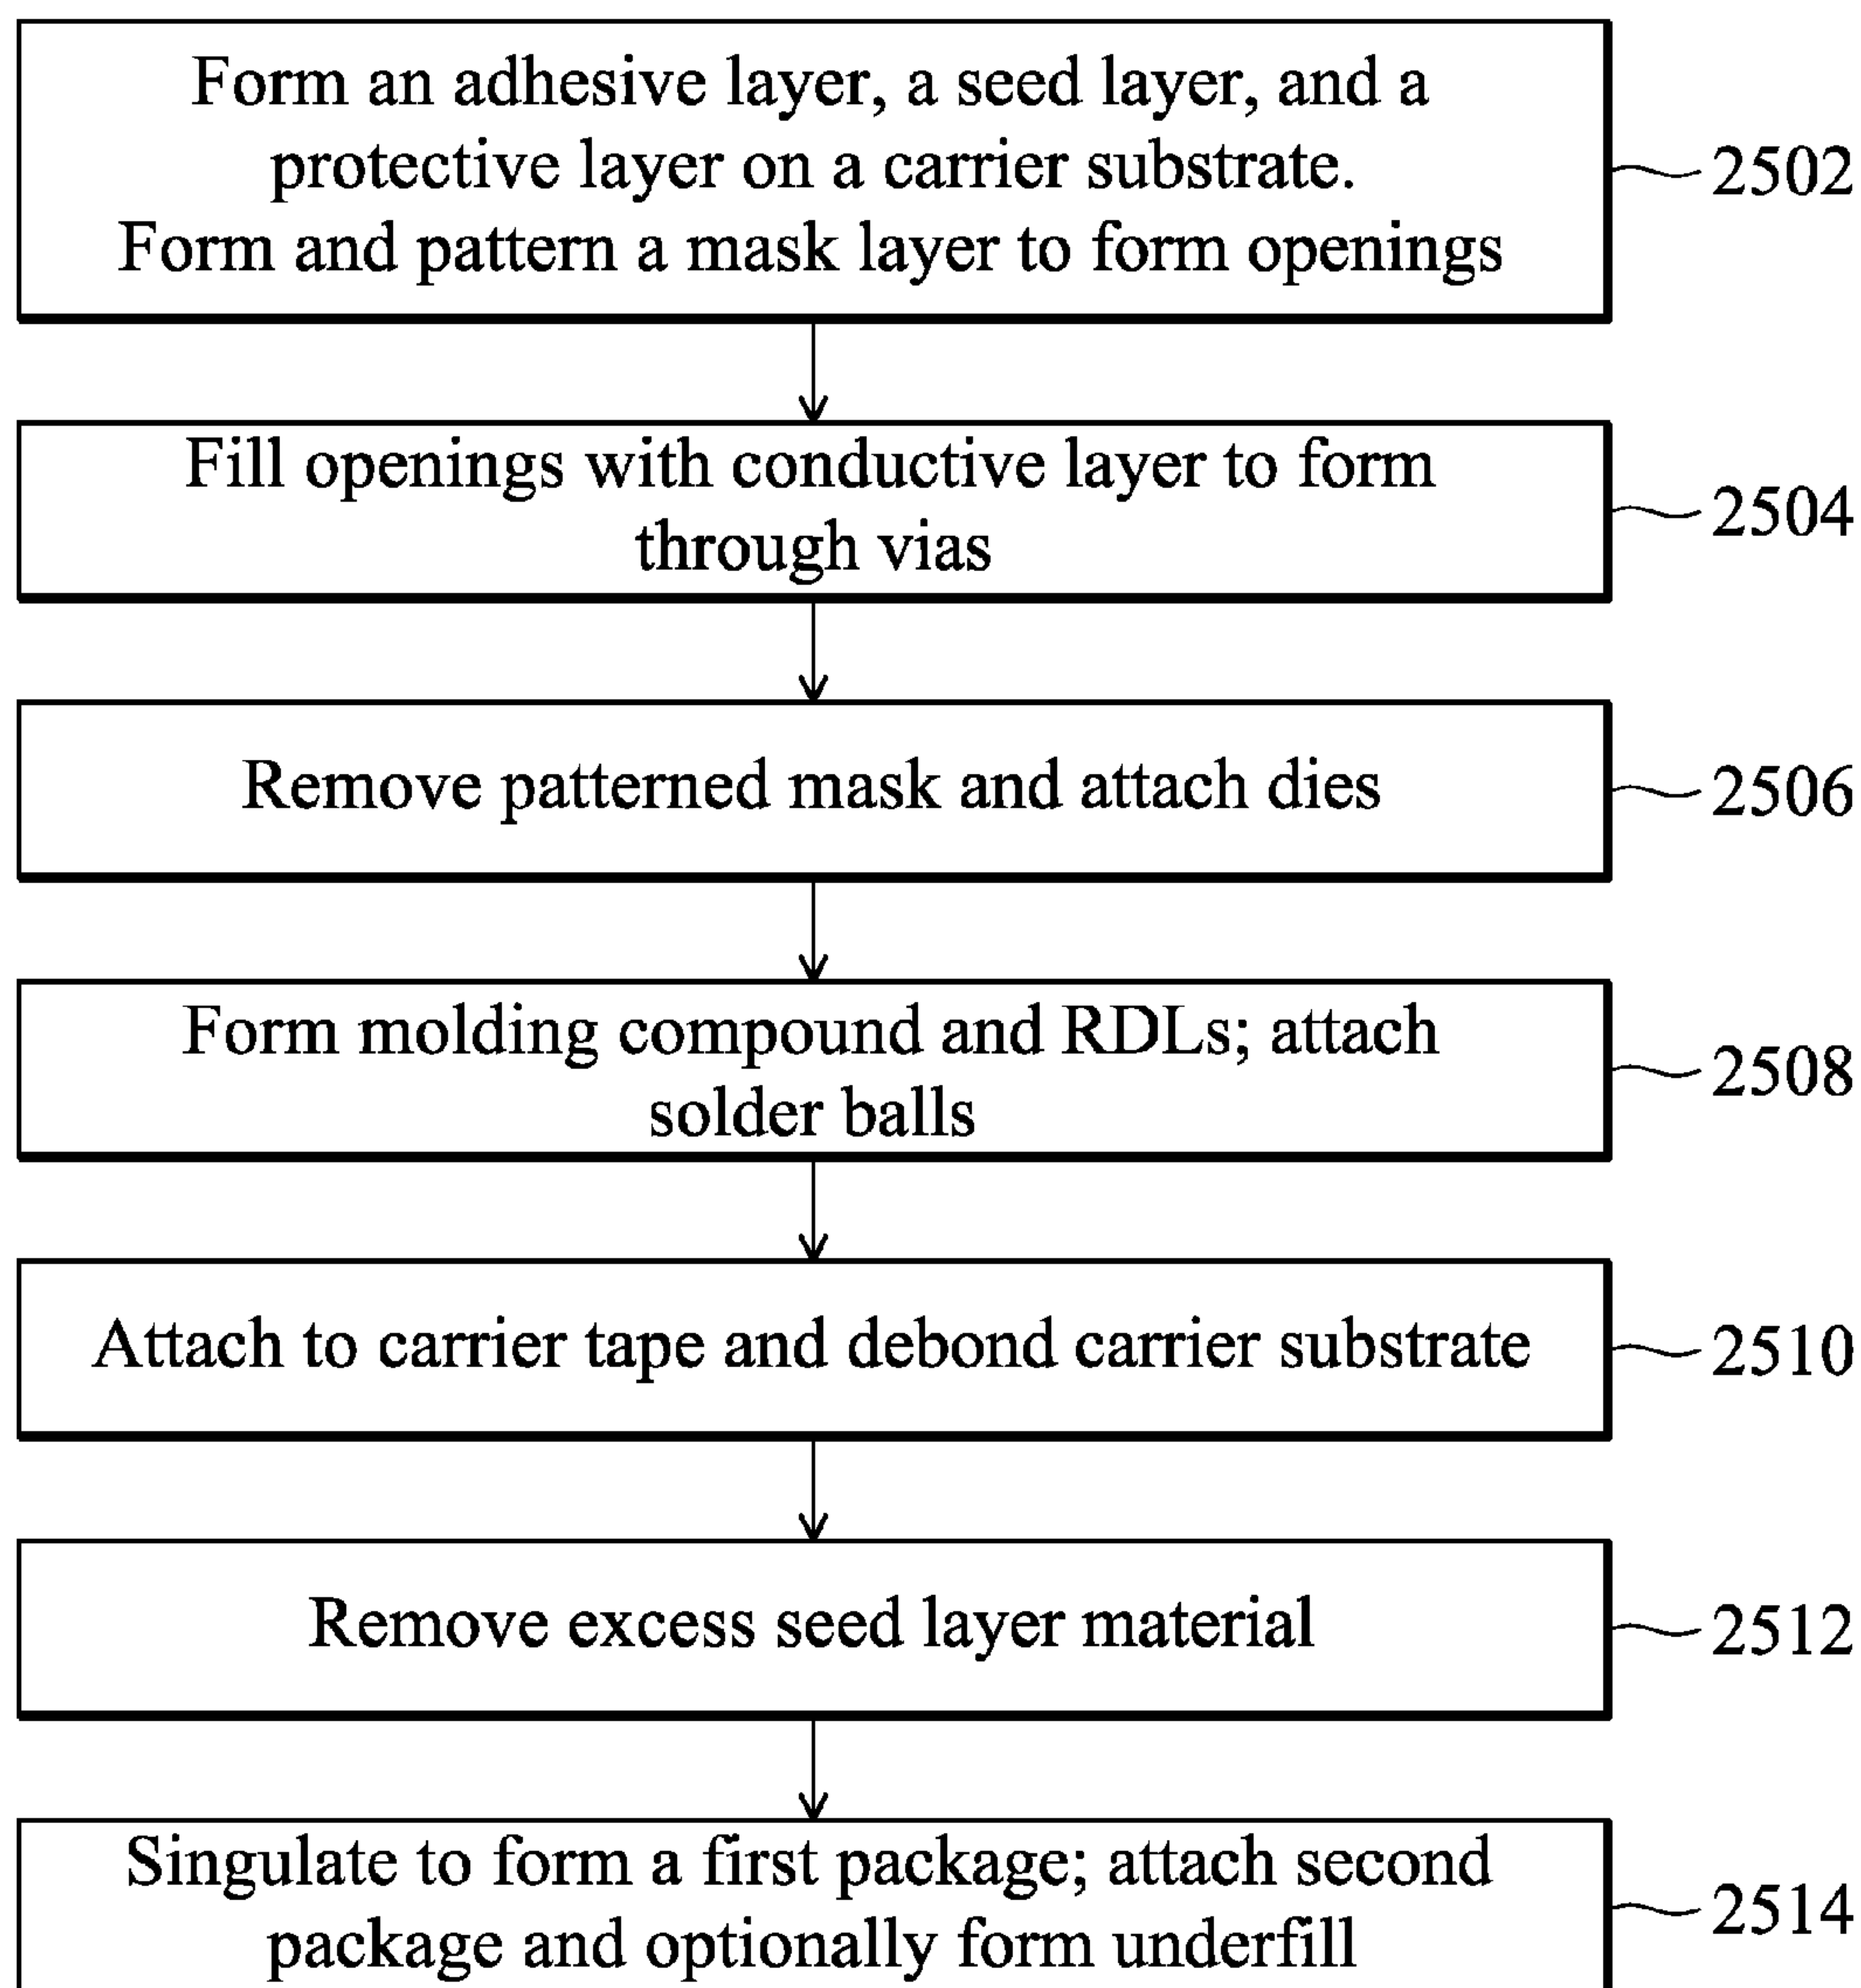 Form an adhesive layer, a seed layer, and a
protective layer on a carrier substrate.
Form and pattern a mask layer to form openings
2502
Fill openings with conductive layer to form
through vias
2504
Remove patterned mask and attach dies
2506
Form molding compound and RDLs; attach
solder balls
2508
Attach to carrier tape and debond carrier substrate
2510
Remove excess seed layer material
2512
Singulate to form a first package; attach second
package and optionally form underfill
2514